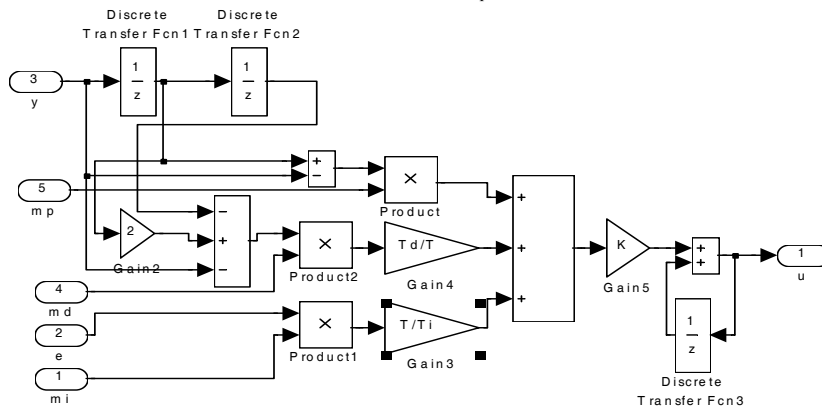 Discrete
Transfer Fcn1
Discrete
Transfer Fcn2
3
y
1
z
1
z
+
−
×
Product
5
mp
2
Gain2
−
+
−
×
Product2
Td/T
Gain4
4
md
2
e
1
mi
×
Product1
T/Ti
Gain3
+
+
+
K
Gain5
+
+
1
u
1
z
Discrete
Transfer Fcn3